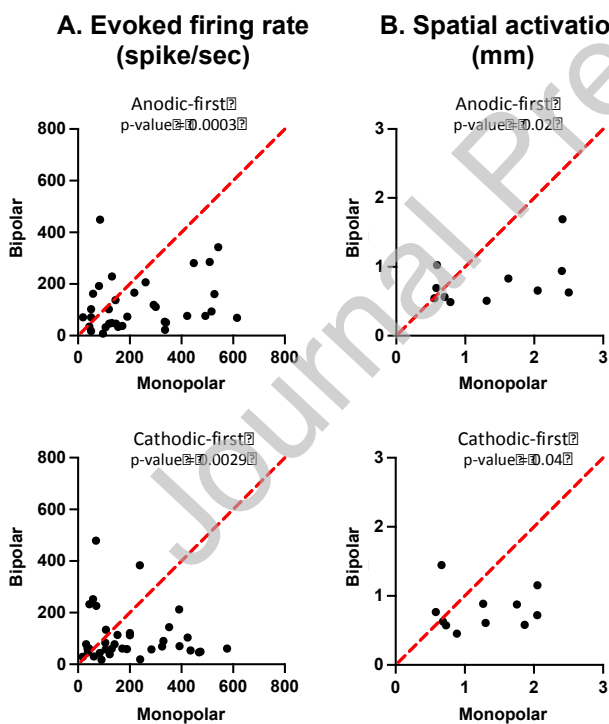 A. Evoked firing rate
(spike/sec)
B. Spatial activatio
(mm)
Anodic-first
p-value = 0.0003
800
600
400
200
0
Bipolar
0 200 400 600 800
Monopolar
Anodic-first
p-value = 0.02
3
2
1
0
Bipolar
0 1 2 3
Monopolar
Cathodic-first
p-value = 0.0029
800
600
400
200
0
Bipolar
0 200 400 600 800
Monopolar
Cathodic-first
p-value = 0.04
3
2
1
0
Bipolar
0 1 2 3
Monopolar
Journal Pre